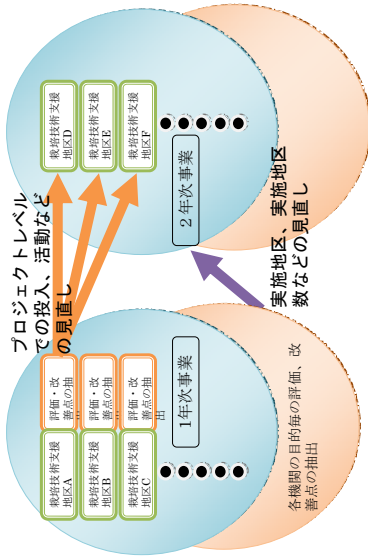 プロジェクトレベル
での投入、活動など
の見直し
栽培技術支援
地区A
評価・改
善点の抽
出
栽培技術支援
地区B
評価・改
善点の抽
出
栽培技術支援
地区C
評価・改
善点の抽
出
1年次事業
各機関の目的毎の評価、改
善点の抽出
栽培技術支援
地区D
栽培技術支援
地区E
栽培技術支援
地区F
２年次事業
実施地区、実施地区
数などの見直し